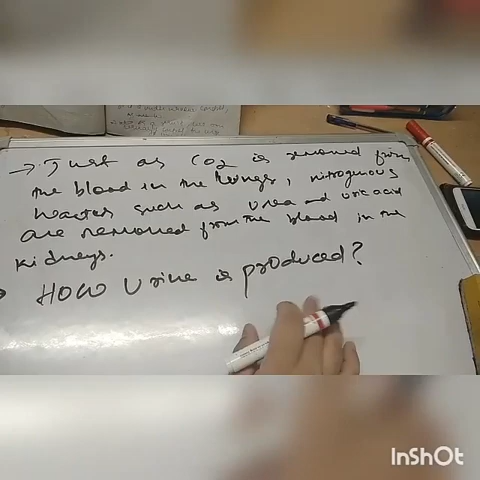 → Just as CO2 is removed from
the blood in the lungs, nitrogenous
wastes such as urea and uric acid
are removed from the blood in the
kidneys.
How Urine is produced?
InShOt